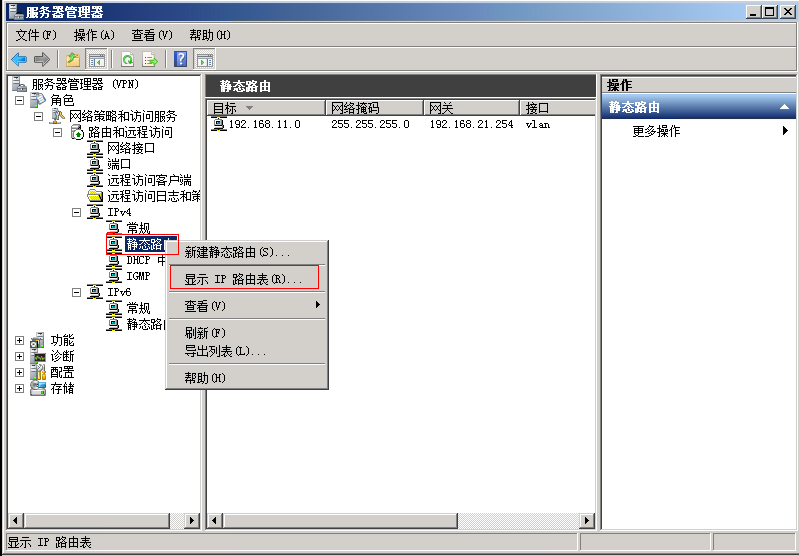 服务器管理器
文件(F) 操作(A) 查看(V) 帮助(H)
服务器管理器 (VPN)
角色
网络策略和访问服务
路由和远程访问
网络接口
端口
远程访问客户端
远程访问日志和策
IPv4
常规
静态路由
DHCP 中
IGMP
IPv6
常规
静态路由
功能
诊断
配置
存储
静态路由
目标 网络掩码 网关 接口
192.168.11.0 255.255.255.0 192.168.21.254 vlan
新建静态路由(S)...
显示 IP 路由表(R)...
查看(V)
刷新(F)
导出列表(L)...
帮助(H)
操作
静态路由
更多操作
显示 IP 路由表